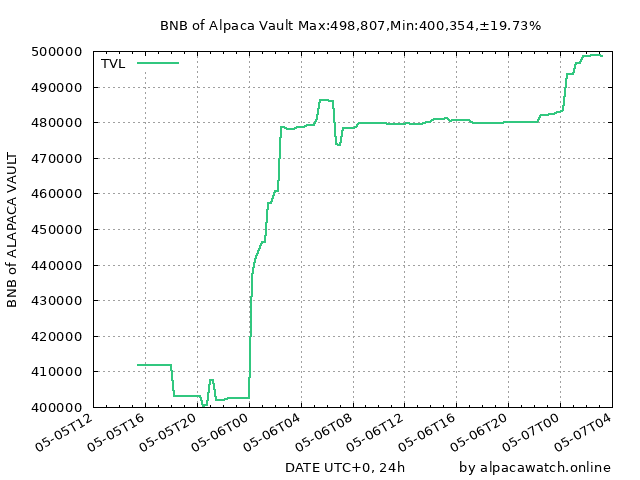 BNB of Alpaca Vault Max:498,807,Min:400,354,±19.73%
TVL
500000
490000
480000
470000
460000
450000
440000
430000
420000
410000
400000
BNB of ALAPACA VAULT
05-05T12
05-05T16
05-05T20
05-06T00
05-06T04
05-06T08
05-06T12
05-06T16
05-06T20
05-07T00
05-07T04
DATE UTC+0, 24h
by alpacawatch.online